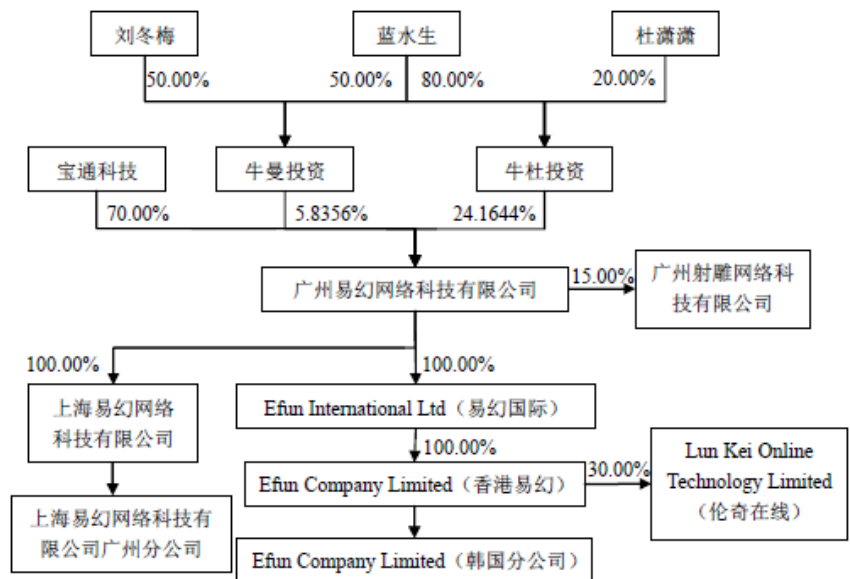 刘冬梅
蓝水生
杜潇潇
50.00%
50.00%
80.00%
20.00%
宝通科技
牛曼投资
牛杜投资
70.00%
5.8356%
24.1644%
广州易幻网络科技有限公司
15.00%
广州射雕网络科
技有限公司
100.00%
100.00%
上海易幻网络
科技有限公司
Efun International Ltd（易幻国际）
100.00%
Efun Company Limited（香港易幻）
30.00%
Lun Kei Online
Technology Limited
（伦奇在线）
上海易幻网络科技有
限公司广州分公司
Efun Company Limited（韩国分公司）